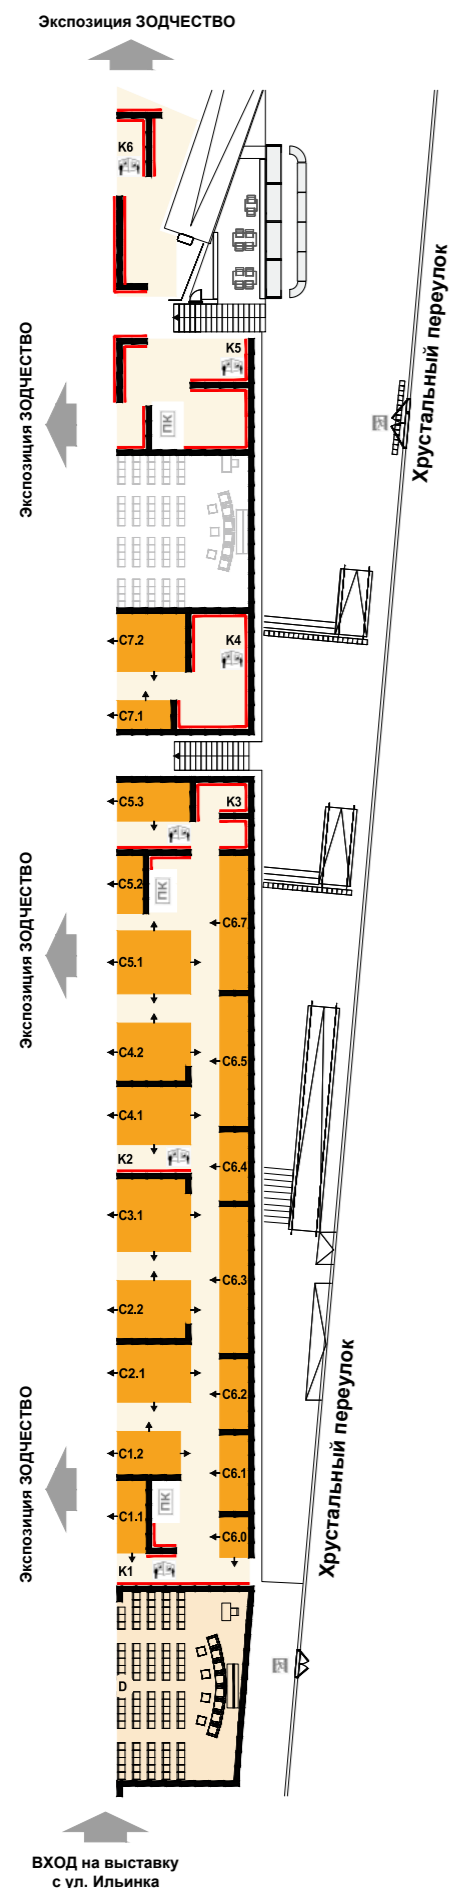 Экспозиция ЗОДЧЕСТВО
К6
Хрустальный переулок
К5
Экспозиция ЗОДЧЕСТВО
ПК
С7.2
К4
С7.1
С5.3
К3
С5.2
ПК
С6.7
Экспозиция ЗОДЧЕСТВО
С5.1
С4.2
С6.5
С4.1
К2
С6.4
С3.1
С6.3
С2.2
С2.1
С6.2
Хрустальный переулок
С1.2
С6.1
Экспозиция ЗОДЧЕСТВО
ПК
С1.1
С6.0
К1
D
ВХОД на выставку
с ул. Ильинка